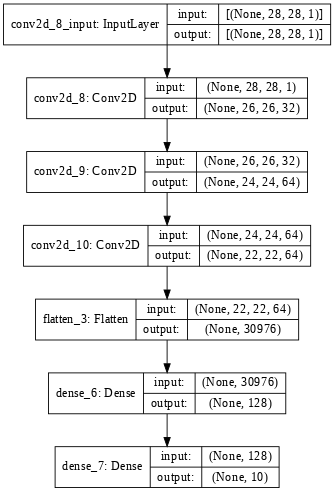 conv2d_8_input: InputLayer
input: [(None, 28, 28, 1)]
output: [(None, 28, 28, 1)]
conv2d_8: Conv2D
input: (None, 28, 28, 1)
output: (None, 26, 26, 32)
conv2d_9: Conv2D
input: (None, 26, 26, 32)
output: (None, 24, 24, 64)
conv2d_10: Conv2D
input: (None, 24, 24, 64)
output: (None, 22, 22, 64)
flatten_3: Flatten
input: (None, 22, 22, 64)
output: (None, 30976)
dense_6: Dense
input: (None, 30976)
output: (None, 128)
dense_7: Dense
input: (None, 128)
output: (None, 10)